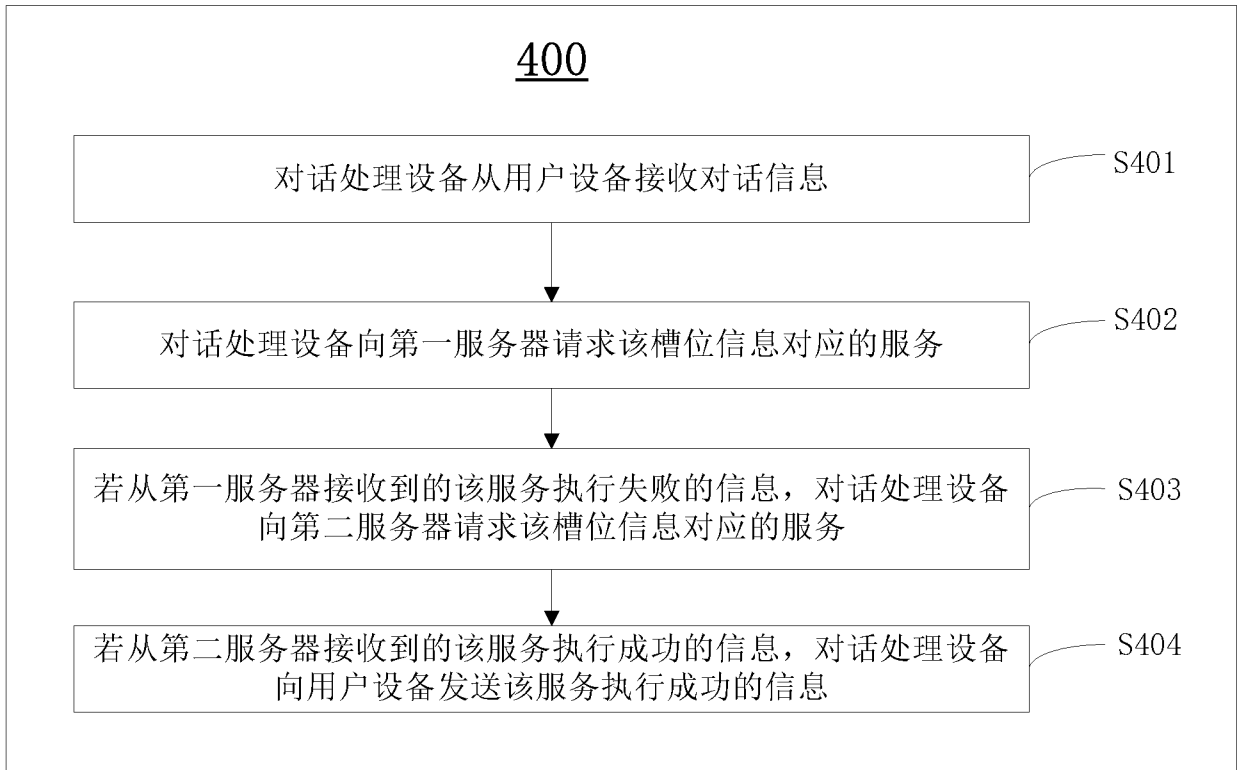 400
对话处理设备从用户设备接收对话信息
S401
对话处理设备向第一服务器请求该槽位信息对应的服务
S402
若从第一服务器接收到的该服务执行失败的信息，对话处理设备
向第二服务器请求该槽位信息对应的服务
S403
若从第二服务器接收到的该服务执行成功的信息，对话处理设备
向用户设备发送该服务执行成功的信息
S404